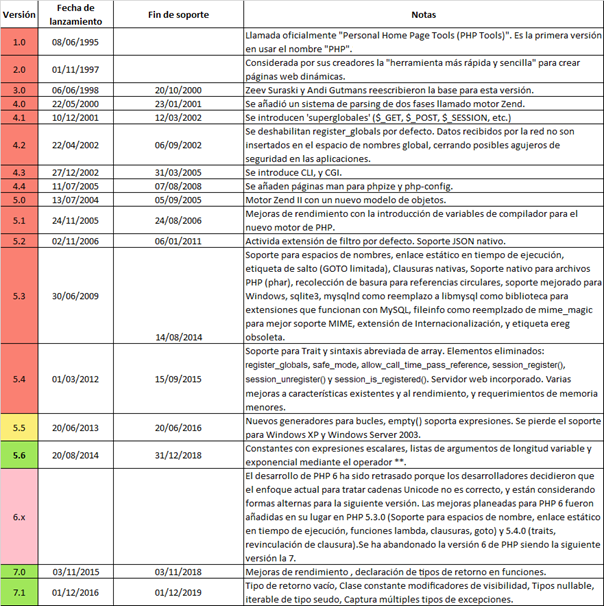 Versión Fecha de lanzamiento Fin de soporte Notas
1.0 08/06/1995 Llamada oficialmente "Personal Home Page Tools (PHP Tools)". Es la primera versión
en usar el nombre "PHP".
2.0 01/11/1997 Considerada por sus creadores la "herramienta más rápida y sencilla" para crear
páginas web dinámicas.
3.0 06/06/1998 20/10/2000 Zeev Suraski y Andi Gutmans reescribieron la base para esta versión.
4.0 22/05/2000 23/01/2001 Se añadió un sistema de parsing de dos fases llamado motor Zend.
4.1 10/12/2001 12/03/2002 Se introducen 'superglobales' ($_GET, $_POST, $_SESSION, etc.)
4.2 22/04/2002 06/09/2002 Se deshabilitan register_globals por defecto. Datos recibidos por la red no son
insertados en el espacio de nombres global, cerrando posibles agujeros de
seguridad en las aplicaciones.
4.3 27/12/2002 31/03/2005 Se introduce CLI, y CGI.
4.4 11/07/2005 07/08/2008 Se añaden páginas man para phpize y php-config.
5.0 13/07/2004 05/09/2005 Motor Zend II con un nuevo modelo de objetos.
5.1 24/11/2005 24/08/2006 Mejoras de rendimiento con la introducción de variables de compilador para el
nuevo motor de PHP.
5.2 02/11/2006 06/01/2011 Activida extensión de filtro por defecto. Soporte JSON nativo.
5.3 30/06/2009 14/08/2014 Soporte para espacios de nombres, enlace estático en tiempo de ejecución,
etiqueta de salto (GOTO limitada), Clausuras nativas, Soporte nativo para archivos
PHP (phar), recolección de basura para referencias circulares, soporte mejorado para
Windows, sqlite3, mysqlnd como reemplazo a libmysql como biblioteca para
extensiones que funcionan con MySQL, fileinfo como reemplzado de mime_magic
para mejor soporte MIME, extensión de Internacionalización, y etiqueta ereg
obsoleta.
5.4 01/03/2012 15/09/2015 Soporte para Trait y sintaxis abreviada de array. Elementos eliminados:
register_globals, safe_mode, allow_call_time_pass_reference, session_register(),
session_unregister() y session_is_registered(). Servidor web incorporado. Varias
mejoras a características existentes y al rendimiento, y requerimientos de memoria
menores.
5.5 20/06/2013 20/06/2016 Nuevos generadores para bucles, empty() soporta expresiones. Se pierde el soporte
para Windows XP y Windows Server 2003.
5.6 20/08/2014 31/12/2018 Constantes con expresiones escalares, listas de argumentos de longitud variable y
exponencial mediante el operador **.
6.x El desarrollo de PHP 6 ha sido retrasado porque los desarrolladores decidieron que
el enfoque actual para tratar cadenas Unicode no es correcto, y están considerando
formas alternas para la siguiente versión. Las mejoras planeadas para PHP 6 fueron
añadidas en su lugar en PHP 5.3.0 (Soporte para espacios de nombre, enlace estático
en tiempo de ejecución, funciones lambda, clausuras, goto) y 5.4.0 (traits,
revinculación de clausura).Se ha abandonado la versión 6 de PHP siendo la siguiente
versión la 7.
7.0 03/11/2015 03/11/2018 Mejoras de rendimiento , declaración de tipos de retorno en funciones.
7.1 01/12/2016 01/12/2019 Tipo de retorno vacío, Clase constante modificadores de visibilidad, Tipos nullable,
iterable de tipo seudo, Captura múltiples tipos de excepciones.